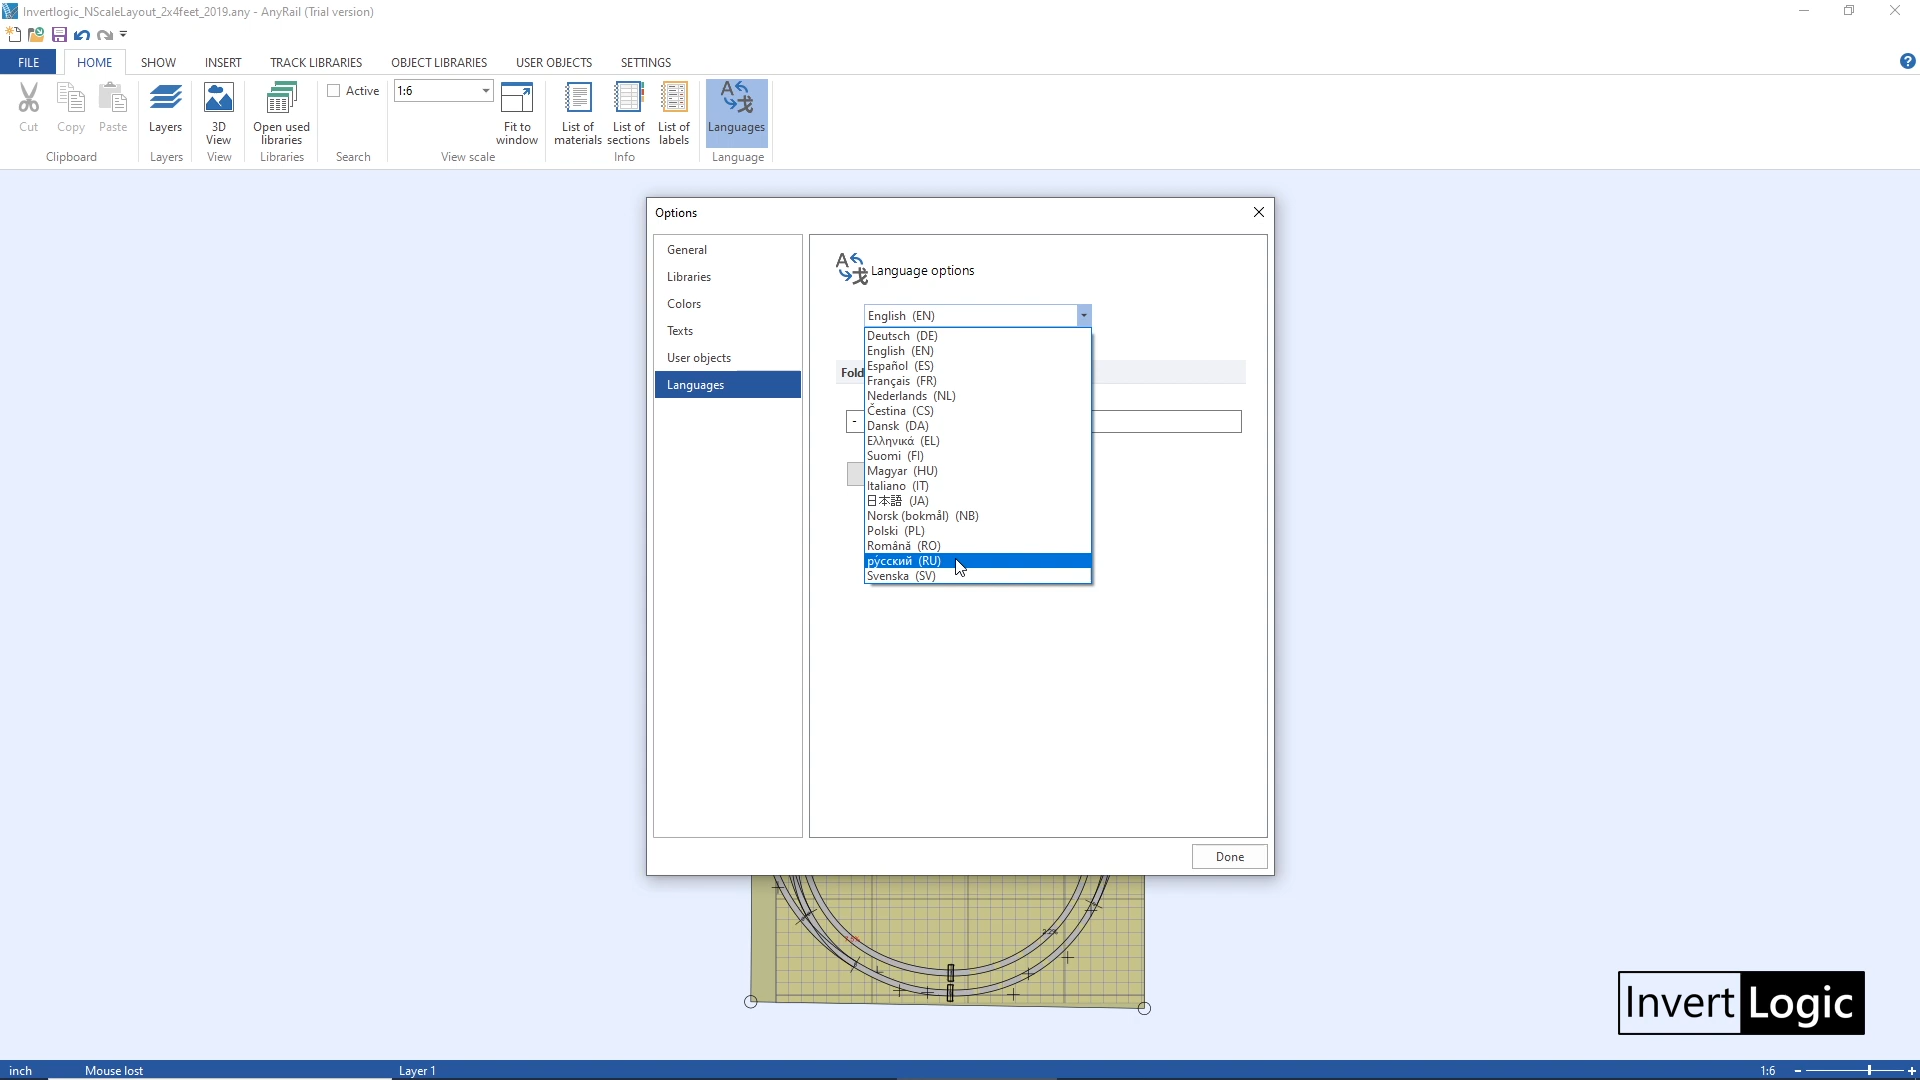 Invertlogic_NScaleLayout_2x4feet_2019.any - AnyRail (Trial version)
FILE HOME SHOW INSERT TRACK LIBRARIES OBJECT LIBRARIES USER OBJECTS SETTINGS
Cut Copy Paste
Clipboard
Layers
Layers
3D View
View
Open used libraries
Libraries
Active
Search
1:6
Fit to window
View scale
List of materials
List of sections
List of labels
Info
Languages
Language
Options
General
Libraries
Colors
Texts
User objects
Languages
Language options
English (EN)
Deutsch (DE)
English (EN)
Español (ES)
Français (FR)
Nederlands (NL)
Čestina (CS)
Dansk (DA)
Ελληνικά (EL)
Suomi (FI)
Magyar (HU)
Italiano (IT)
日本語 (JA)
Norsk (bokmål) (NB)
Polski (PL)
Română (RO)
ру́сский (RU)
Svenska (SV)
Fold
-
Done
2.2%
Invert Logic
inch Mouse lost Layer 1 1:6